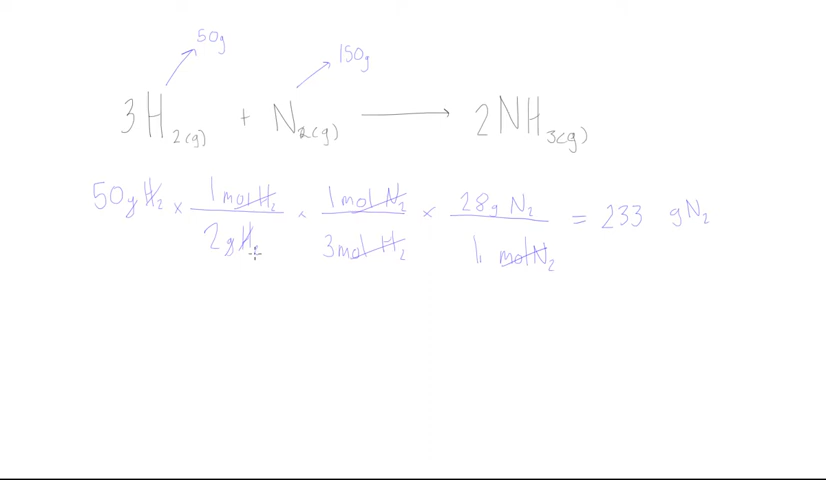 50g 150g
3H2(g) + N2(g) → 2NH3(g)
50g H2 × 1 mol H2 / 2g H2 × 1 mol N2 / 3 mol H2 × 28g N2 / 1 mol N2 = 233 g N2